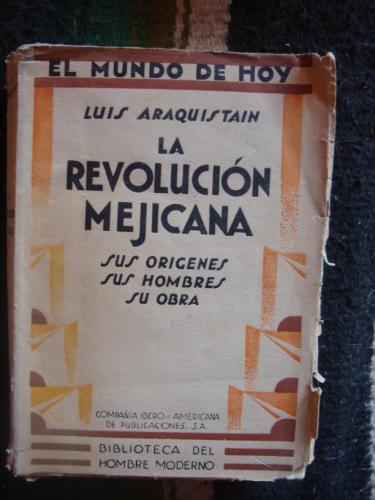 EL MUNDO DE HOY
LUIS ARAQUISTAIN
LA
REVOLUCIÓN
MEJICANA
SUS ORIGENES
SUS HOMBRES
SU OBRA
COMPAÑIA IBERO-AMERICANA
DE PUBLICACIONES. S.A.
BIBLIOTECA DEL
HOMBRE MODERNO